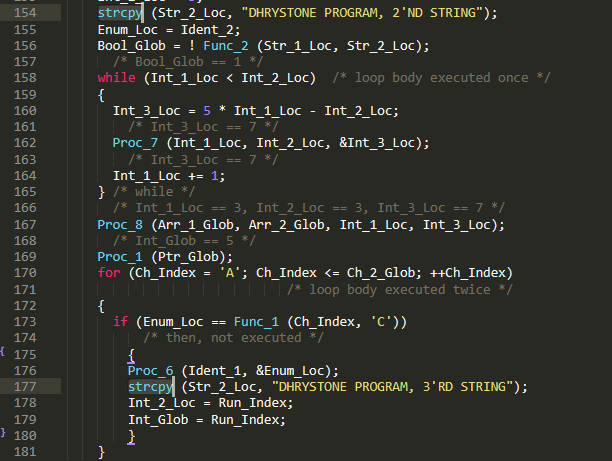 153 Int_2_Loc = 3;
154 strcpy (Str_2_Loc, "DHRYSTONE PROGRAM, 2'ND STRING");
155 Enum_Loc = Ident_2;
156 Bool_Glob = ! Func_2 (Str_1_Loc, Str_2_Loc);
157 /* Bool_Glob == 1 */
158 while (Int_1_Loc < Int_2_Loc) /* loop body executed once */
159 {
160 Int_3_Loc = 5 * Int_1_Loc - Int_2_Loc;
161 /* Int_3_Loc == 7 */
162 Proc_7 (Int_1_Loc, Int_2_Loc, &Int_3_Loc);
163 /* Int_3_Loc == 7 */
164 Int_1_Loc += 1;
165 } /* while */
166 /* Int_1_Loc == 3, Int_2_Loc == 3, Int_3_Loc == 7 */
167 Proc_8 (Arr_1_Glob, Arr_2_Glob, Int_1_Loc, Int_3_Loc);
168 /* Int_Glob == 5 */
169 Proc_1 (Ptr_Glob);
170 for (Ch_Index = 'A'; Ch_Index <= Ch_2_Glob; ++Ch_Index)
171 /* loop body executed twice */
172 {
173 if (Enum_Loc == Func_1 (Ch_Index, 'C'))
174 /* then, not executed */
{ 175 {
176 Proc_6 (Ident_1, &Enum_Loc);
177 strcpy (Str_2_Loc, "DHRYSTONE PROGRAM, 3'RD STRING");
178 Int_2_Loc = Run_Index;
179 Int_Glob = Run_Index;
} 180 }
181 }